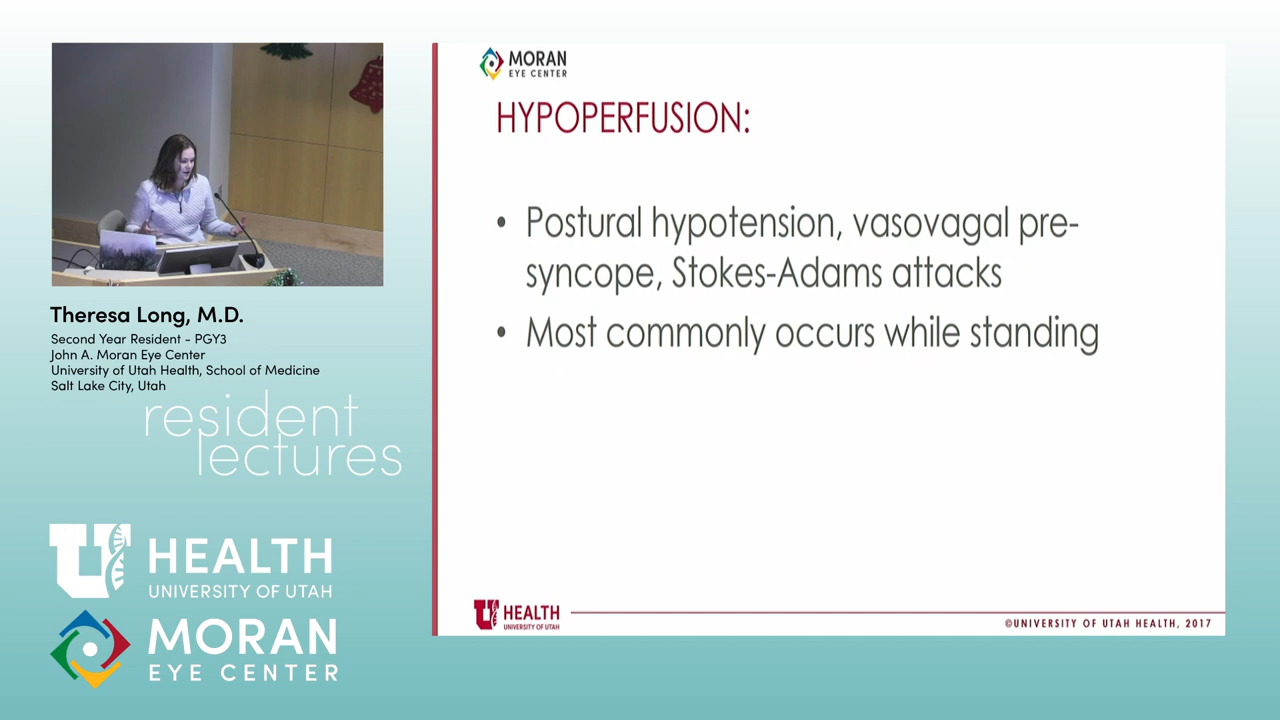 Theresa Long, M.D.
Second Year Resident - PGY3
John A. Moran Eye Center
University of Utah Health, School of Medicine
Salt Lake City, Utah
resident
lectures
U HEALTH
UNIVERSITY OF UTAH
MORAN
EYE CENTER
MORAN
EYE CENTER
HYPOPERFUSION:
• Postural hypotension, vasovagal pre-
syncope, Stokes-Adams attacks
• Most commonly occurs while standing
U HEALTH
UNIVERSITY OF UTAH
©UNIVERSITY OF UTAH HEALTH, 2017